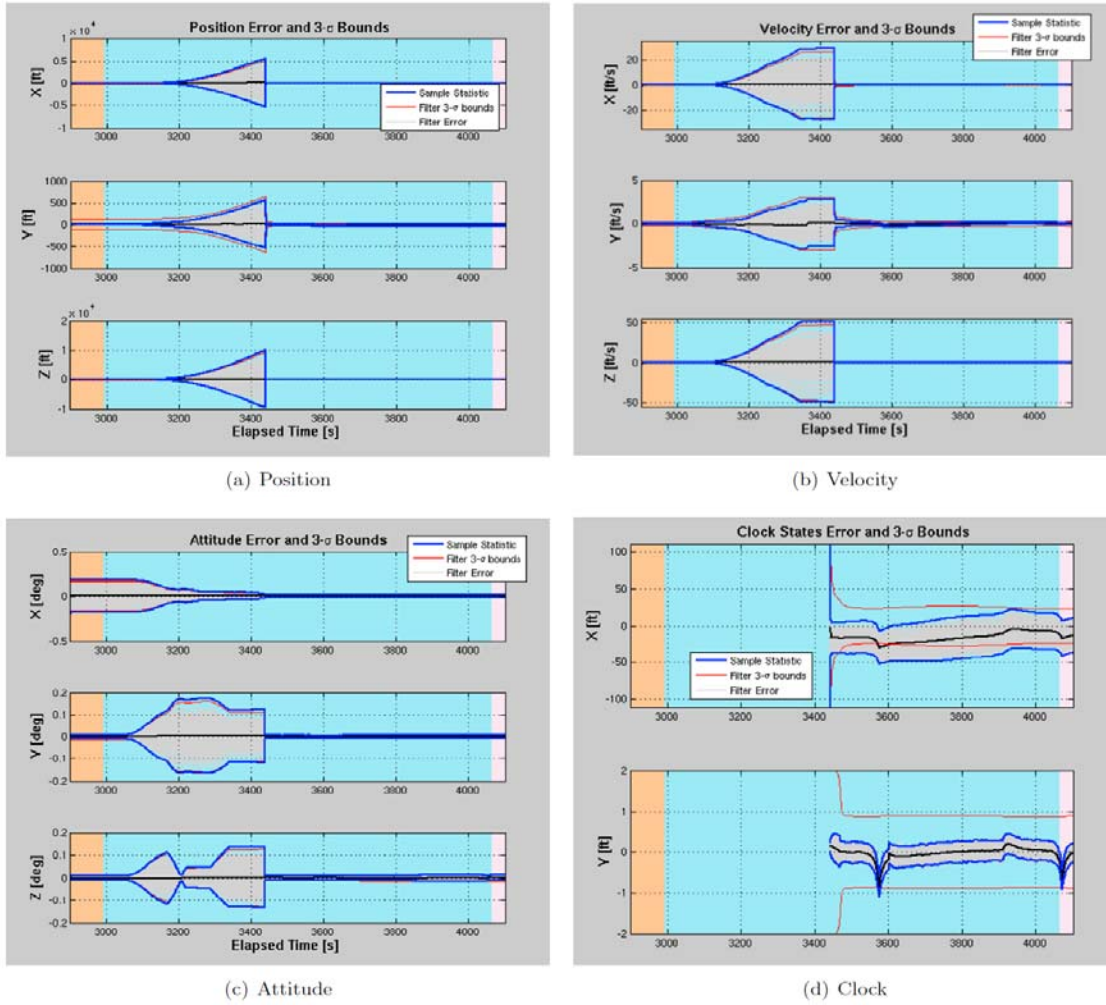 Position Error and 3-σ Bounds
× 10⁴
1
0.5
0
-0.5
-1
X [ft]
Sample Statistic
Filter 3-σ bounds
Filter Error
3000 3200 3400 3600 3800 4000
1000
500
0
-500
-1000
Y [ft]
3000 3200 3400 3600 3800 4000
× 10⁴
2
1
0
-1
Z [ft]
3000 3200 3400 3600 3800 4000
Elapsed Time [s]
(a) Position
Velocity Error and 3-σ Bounds
20
0
-20
X [ft/s]
Sample Statistic
Filter 3-σ bounds
Filter Error
3000 3200 3400 3600 3800 4000
5
0
-5
Y [ft/s]
3000 3200 3400 3600 3800 4000
50
0
-50
Z [ft/s]
3000 3200 3400 3600 3800 4000
Elapsed Time [s]
(b) Velocity
Attitude Error and 3-σ Bounds
0.5
0
-0.5
X [deg]
Sample Statistic
Filter 3-σ bounds
Filter Error
3000 3200 3400 3600 3800 4000
0.2
0.1
0
-0.1
-0.2
Y [deg]
3000 3200 3400 3600 3800 4000
0.2
0.1
0
-0.1
-0.2
Z [deg]
3000 3200 3400 3600 3800 4000
Elapsed Time [s]
(c) Attitude
Clock States Error and 3-σ Bounds
100
50
0
-50
-100
X [ft]
Sample Statistic
Filter 3-σ bounds
Filter Error
3000 3200 3400 3600 3800 4000
2
1
0
-1
-2
Y [ft]
3000 3200 3400 3600 3800 4000
(d) Clock